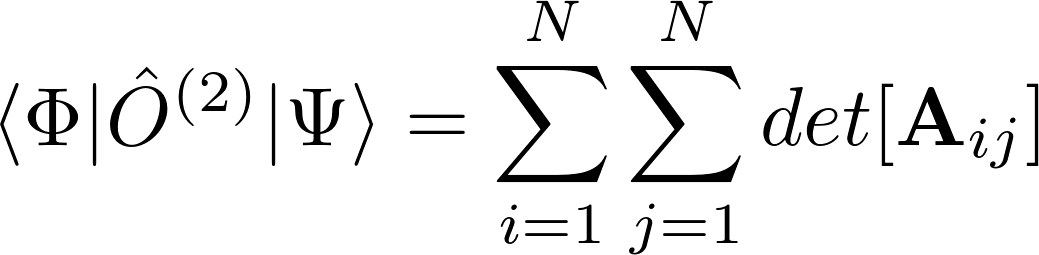 ⟨Φ|Ô⁽²⁾|Ψ⟩ = ∑_{i=1}^{N} ∑_{j=1}^{N} det[𝐀_{ij}]